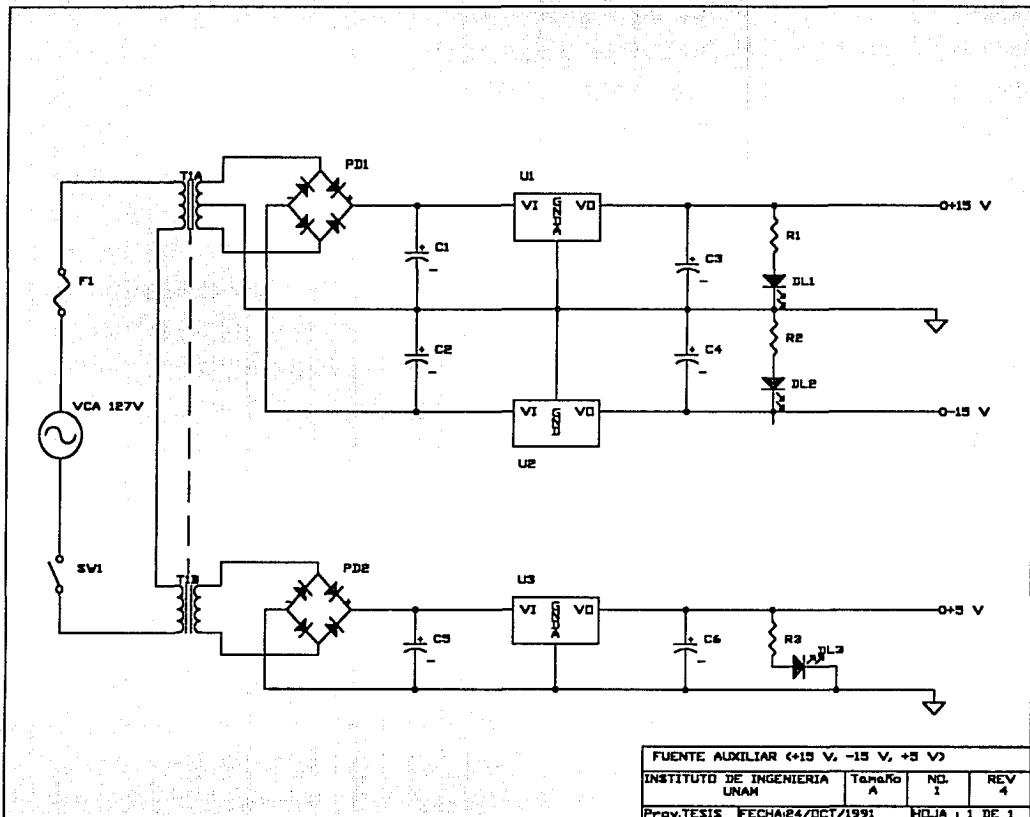 T1A
PD1
U1
VI GNDA VO
O+15 V
C1
C3
R1
F1
DL1
C2
C4
R2
DL2
VCA 127V
VI GND VO
O-15 V
U2
SW1
T1B
PD2
U3
VI GNDA VO
O+5 V
C5
C6
R3
DL3
FUENTE AUXILIAR (+15 V, -15 V, +5 V)
INSTITUTO DE INGENIERIA
UNAM
Tamaño
A
NO.
1
REV
4
Proy.TESIS
FECHA:24/OCT/1991
HOJA : 1 DE 1